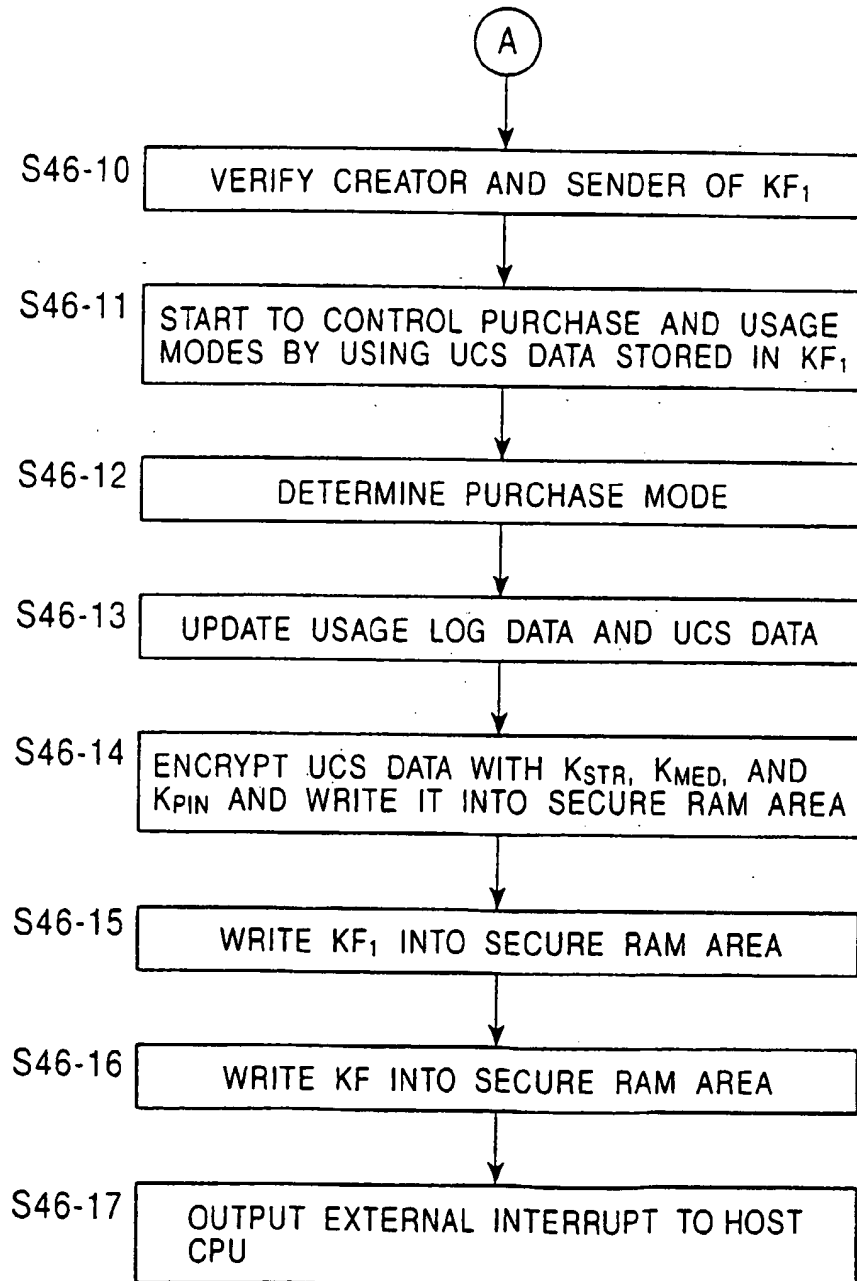 A
S46-10
VERIFY CREATOR AND SENDER OF KF₁
S46-11
START TO CONTROL PURCHASE AND USAGE
MODES BY USING UCS DATA STORED IN KF₁
S46-12
DETERMINE PURCHASE MODE
S46-13
UPDATE USAGE LOG DATA AND UCS DATA
S46-14
ENCRYPT UCS DATA WITH KSTR, KMED, AND
KPIN AND WRITE IT INTO SECURE RAM AREA
S46-15
WRITE KF₁ INTO SECURE RAM AREA
S46-16
WRITE KF INTO SECURE RAM AREA
S46-17
OUTPUT EXTERNAL INTERRUPT TO HOST
CPU